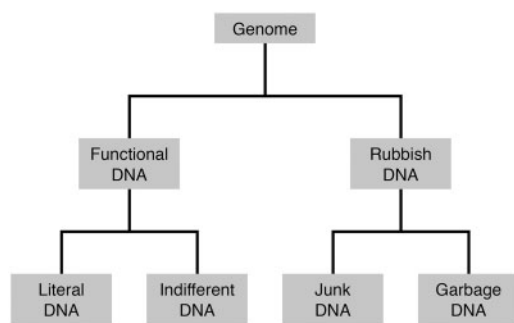 Genome
Functional
DNA
Rubbish
DNA
Literal
DNA
Indifferent
DNA
Junk
DNA
Garbage
DNA